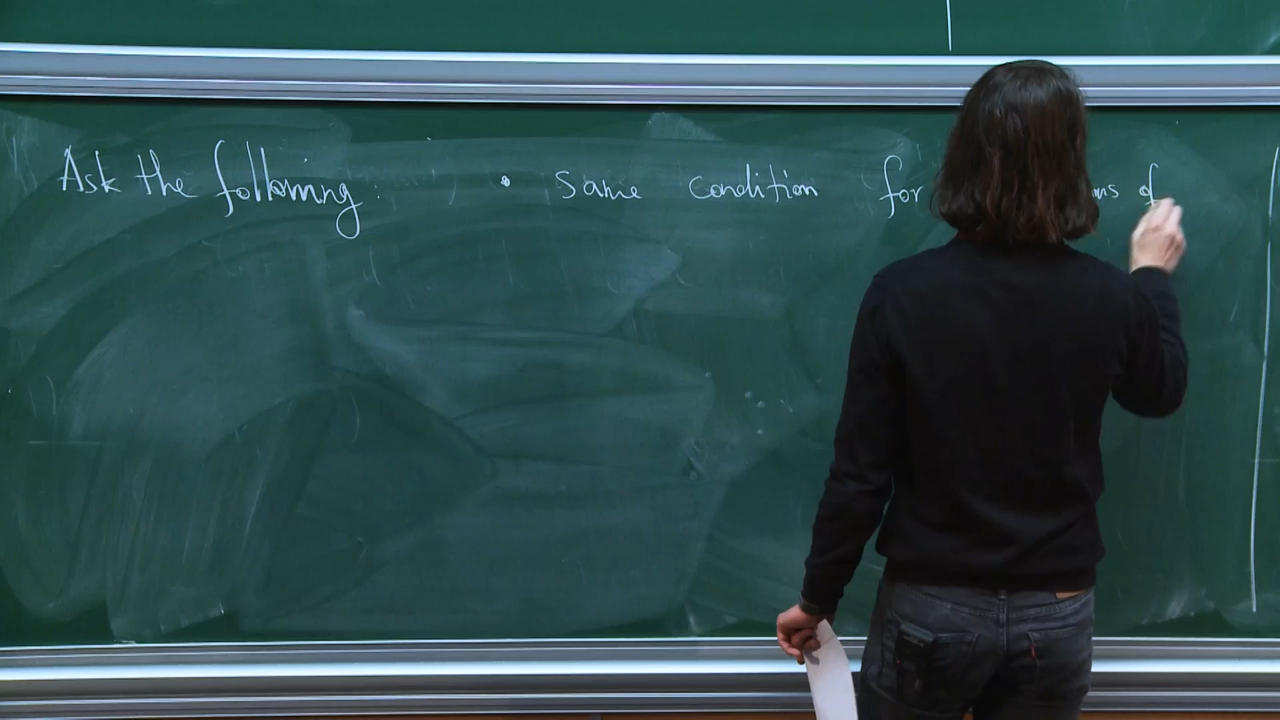 Ask the following: • same condition for of